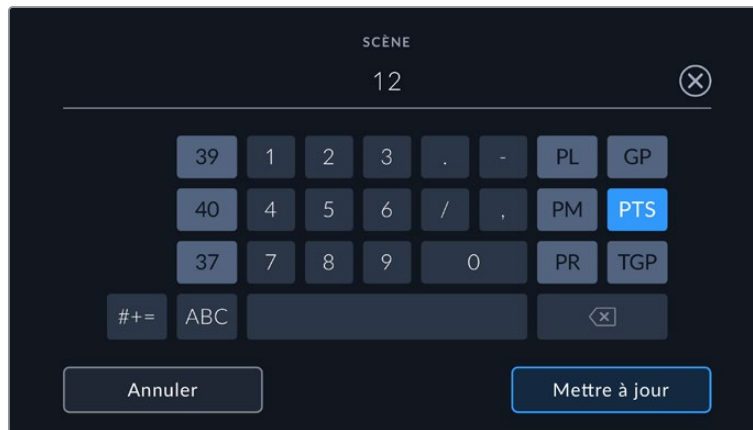 SCÈNE
12
39 1 2 3 . - PL GP
40 4 5 6 / , PM PTS
37 7 8 9 0 PR TGP
#+= ABC
Annuler Mettre à jour